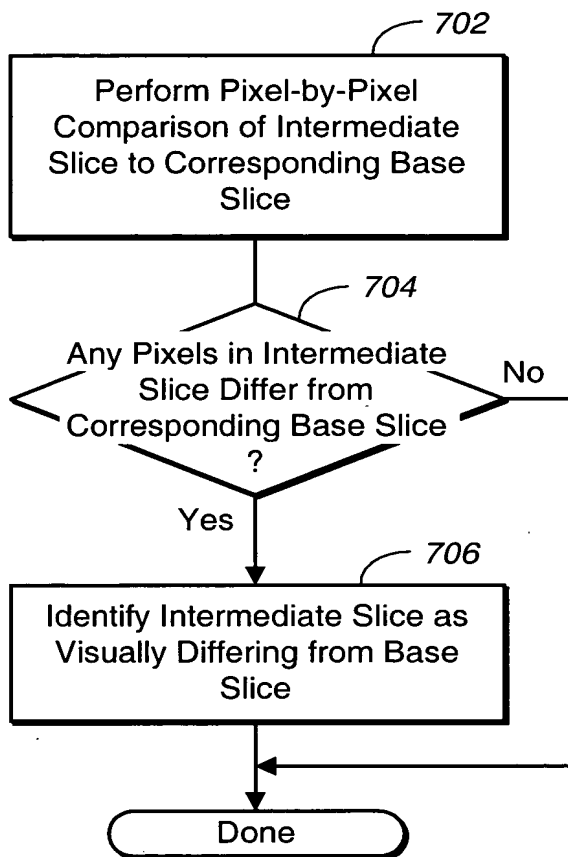 702
Perform Pixel-by-Pixel
Comparison of Intermediate
Slice to Corresponding Base
Slice
704
Any Pixels in Intermediate
Slice Differ from
Corresponding Base Slice
?
No
Yes
706
Identify Intermediate Slice as
Visually Differing from Base
Slice
Done